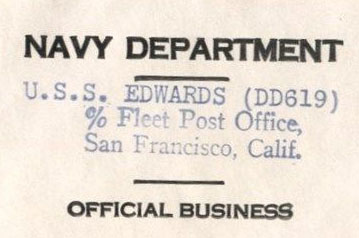 NAVY DEPARTMENT
U.S.S. EDWARDS (DD619)
% Fleet Post Office,
San Francisco, Calif.
OFFICIAL BUSINESS